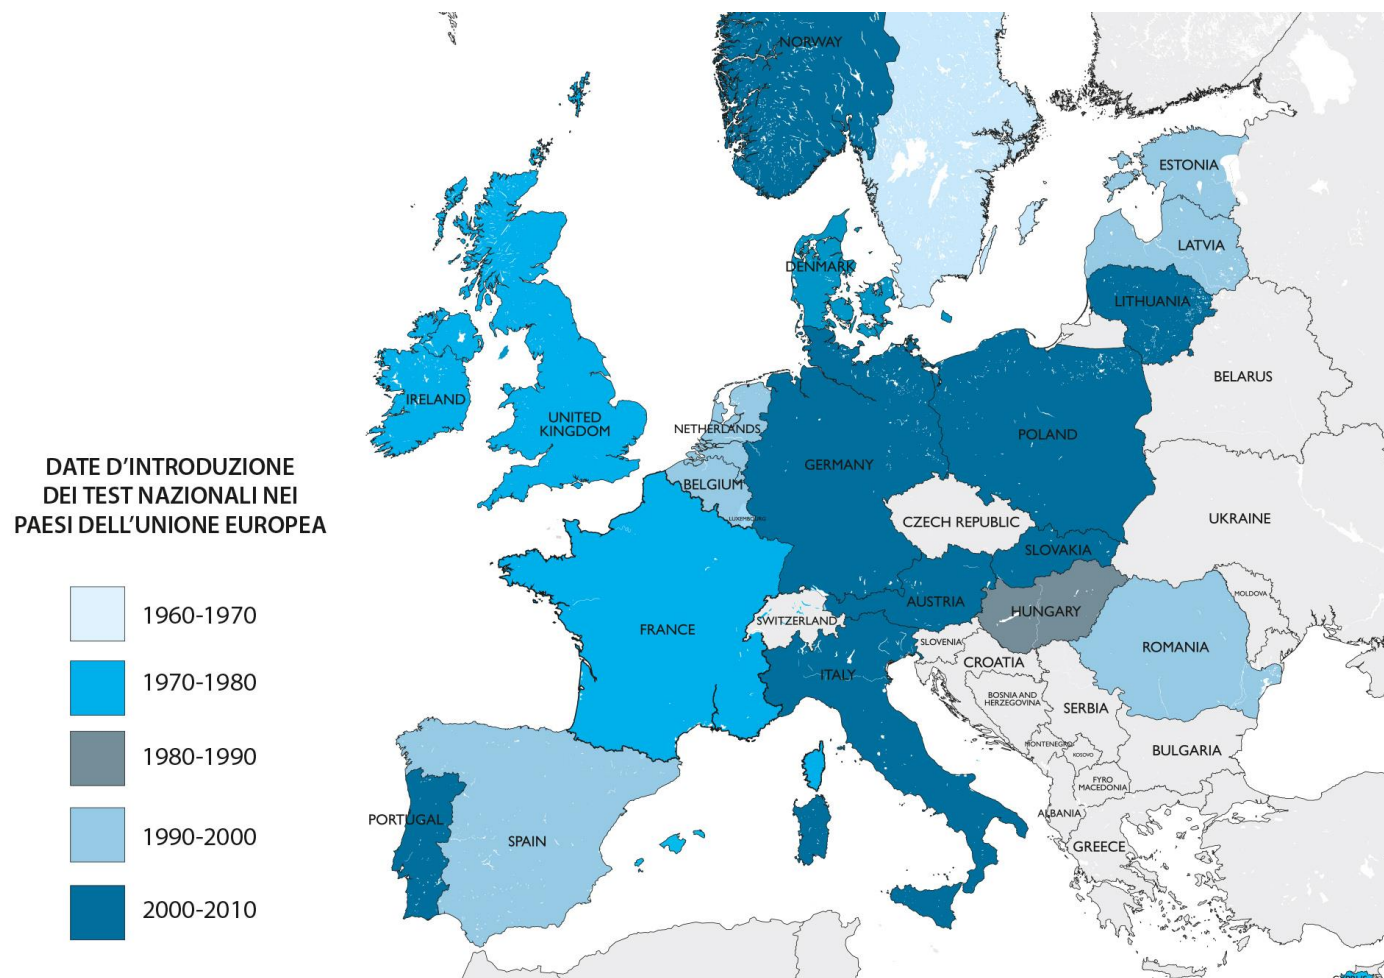 DATE D’INTRODUZIONE
DEI TEST NAZIONALI NEI
PAESI DELL’UNIONE EUROPEA
1960-1970
1970-1980
1980-1990
1990-2000
2000-2010
NORWAY
ESTONIA
LATVIA
DENMARK
LITHUANIA
BELARUS
IRELAND
UNITED
KINGDOM
NETHERLANDS
POLAND
GERMANY
BELGIUM
LUXEMBOURG
CZECH REPUBLIC
UKRAINE
SLOVAKIA
MOLDOVA
AUSTRIA
HUNGARY
SWITZERLAND
FRANCE
SLOVENIA
ROMANIA
CROATIA
ITALY
BOSNIA AND
HERZEGOVINA
SERBIA
MONTENEGRO
KOSOVO
BULGARIA
FYRO
MACEDONIA
ALBANIA
PORTUGAL
SPAIN
GREECE